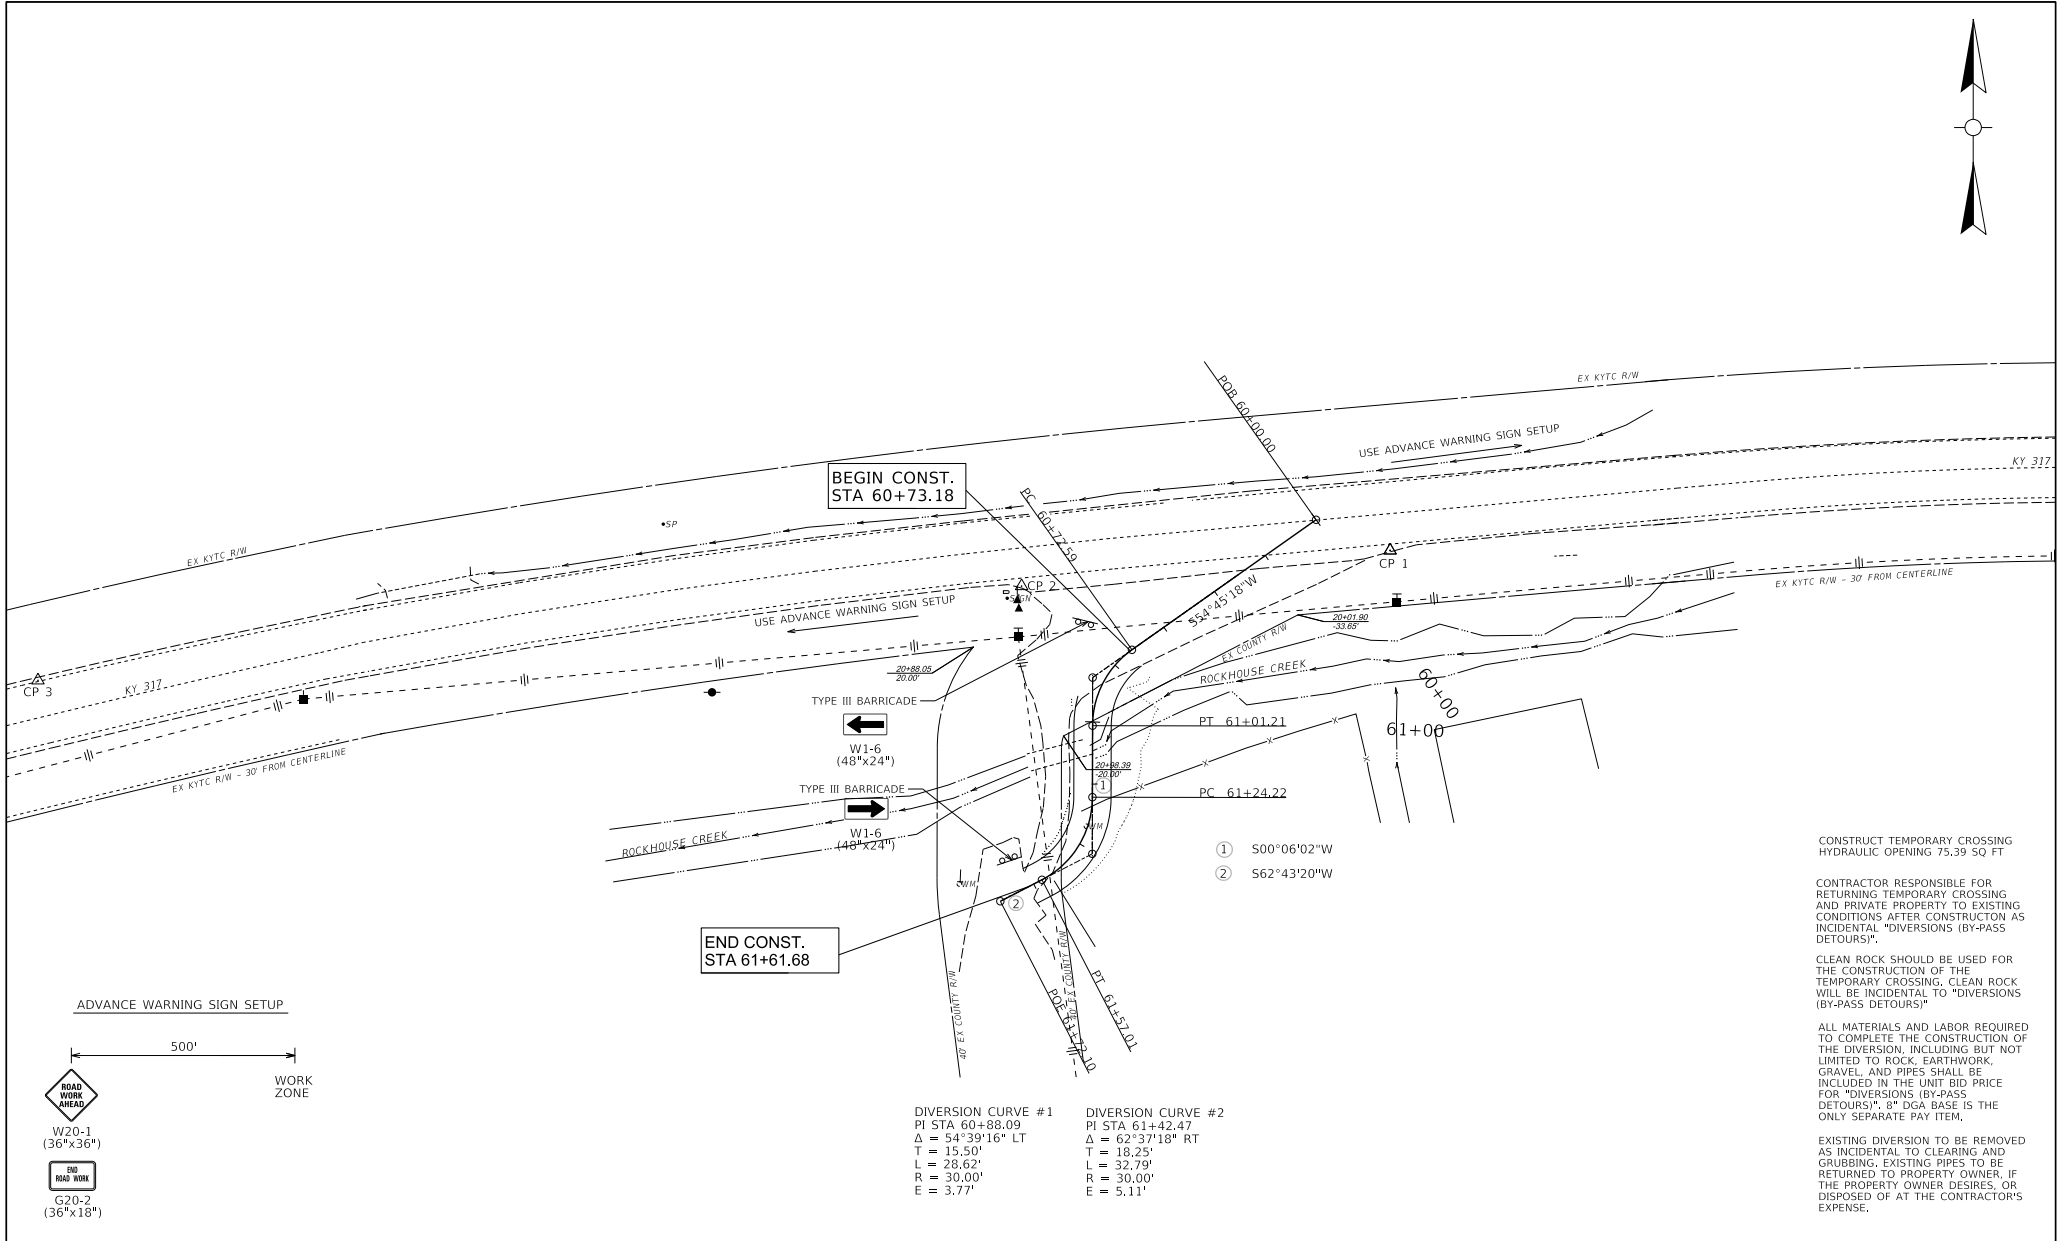 EX KYTC R/W
POB 60+00.00
USE ADVANCE WARNING SIGN SETUP
KY 317
BEGIN CONST.
STA 60+73.18
PC 60+72.59
SP
EX KYTC R/W
CP 1
EX KYTC R/W - 30' FROM CENTERLINE
CP 2
SIGN
S54°45'18"W
USE ADVANCE WARNING SIGN SETUP
20+01.90
-33.65'
EX COUNTY R/W
ROCKHOUSE CREEK
20+88.05
20.00'
CP 3
KY 317
TYPE III BARRICADE
60+00
61+00
PT 61+01.21
W1-6
(48"x24")
20+98.39
-20.00'
1
EX KYTC R/W - 30' FROM CENTERLINE
TYPE III BARRICADE
PC 61+24.22
W1-6
(48"x24")
ROCKHOUSE CREEK
WM
WM
1 S00°06'02"W
2 S62°43'20"W
2
END CONST.
STA 61+61.68
40' EX COUNTY R/W
40' EX COUNTY R/W
POE 61+72.10
PT 61+57.01
ADVANCE WARNING SIGN SETUP
500'
WORK
ZONE
ROAD
WORK
AHEAD
W20-1
(36"x36")
END
ROAD WORK
G20-2
(36"x18")
DIVERSION CURVE #1
PI STA 60+88.09
Δ = 54°39'16" LT
T = 15.50'
L = 28.62'
R = 30.00'
E = 3.77'
DIVERSION CURVE #2
PI STA 61+42.47
Δ = 62°37'18" RT
T = 18.25'
L = 32.79'
R = 30.00'
E = 5.11'
CONSTRUCT TEMPORARY CROSSING
HYDRAULIC OPENING 75.39 SQ FT
CONTRACTOR RESPONSIBLE FOR
RETURNING TEMPORARY CROSSING
AND PRIVATE PROPERTY TO EXISTING
CONDITIONS AFTER CONSTRUCTON AS
INCIDENTAL "DIVERSIONS (BY-PASS
DETOURS)".
CLEAN ROCK SHOULD BE USED FOR
THE CONSTRUCTION OF THE
TEMPORARY CROSSING. CLEAN ROCK
WILL BE INCIDENTAL TO "DIVERSIONS
(BY-PASS DETOURS)"
ALL MATERIALS AND LABOR REQUIRED
TO COMPLETE THE CONSTRUCTION OF
THE DIVERSION, INCLUDING BUT NOT
LIMITED TO ROCK, EARTHWORK,
GRAVEL, AND PIPES SHALL BE
INCLUDED IN THE UNIT BID PRICE
FOR "DIVERSIONS (BY-PASS
DETOURS)". 8" DGA BASE IS THE
ONLY SEPARATE PAY ITEM.
EXISTING DIVERSION TO BE REMOVED
AS INCIDENTAL TO CLEARING AND
GRUBBING. EXISTING PIPES TO BE
RETURNED TO PROPERTY OWNER, IF
THE PROPERTY OWNER DESIRES, OR
DISPOSED OF AT THE CONTRACTOR'S
EXPENSE.